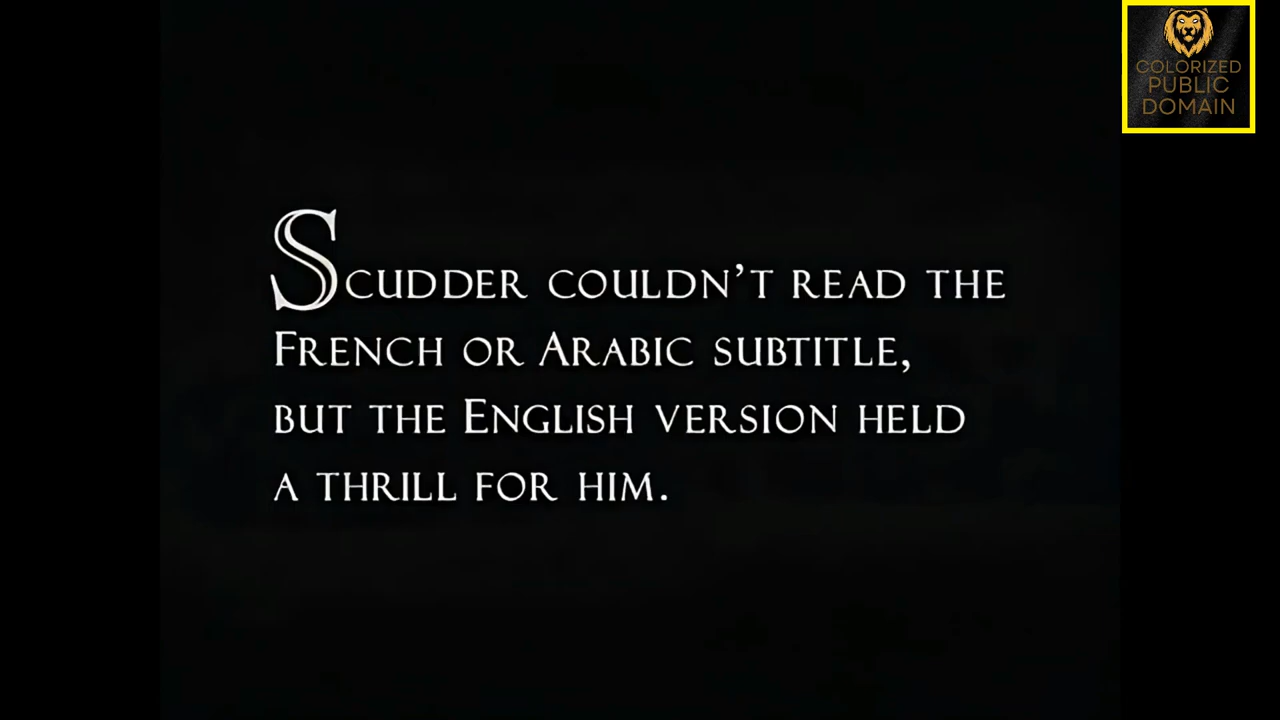 COLORIZED
PUBLIC
DOMAIN
SCUDDER COULDN'T READ THE
FRENCH OR ARABIC SUBTITLE,
BUT THE ENGLISH VERSION HELD
A THRILL FOR HIM.